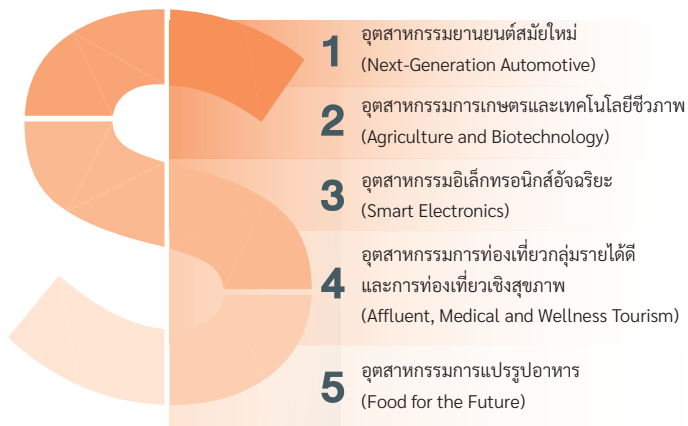 1
อุตสาหกรรมยานยนต์สมัยใหม่
(Next-Generation Automotive)
2
อุตสาหกรรมการเกษตรและเทคโนโลยีชีวภาพ
(Agriculture and Biotechnology)
3
อุตสาหกรรมอิเล็กทรอนิกส์อัจฉริยะ
(Smart Electronics)
4
อุตสาหกรรมการท่องเที่ยวกลุ่มรายได้ดี
และการท่องเที่ยวเชิงสุขภาพ
(Affluent, Medical and Wellness Tourism)
5
อุตสาหกรรมการแปรรูปอาหาร
(Food for the Future)